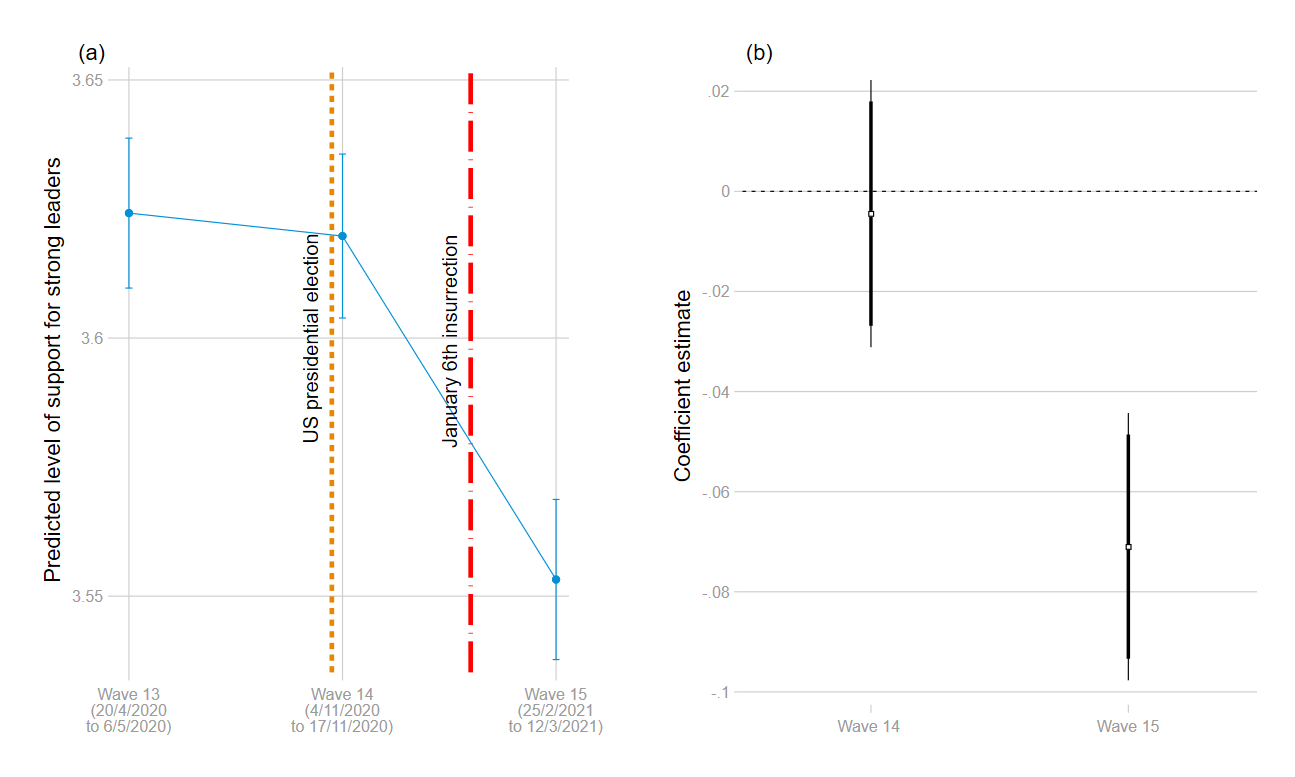 (a)
3.65
3.6
3.55
Predicted level of support for strong leaders
US presidential election
January 6th insurrection
Wave 13
(20/4/2020
to 6/5/2020)
Wave 14
(4/11/2020
to 17/11/2020)
Wave 15
(25/2/2021
to 12/3/2021)
(b)
.02
0
-.02
-.04
-.06
-.08
-.1
Coefficient estimate
Wave 14
Wave 15